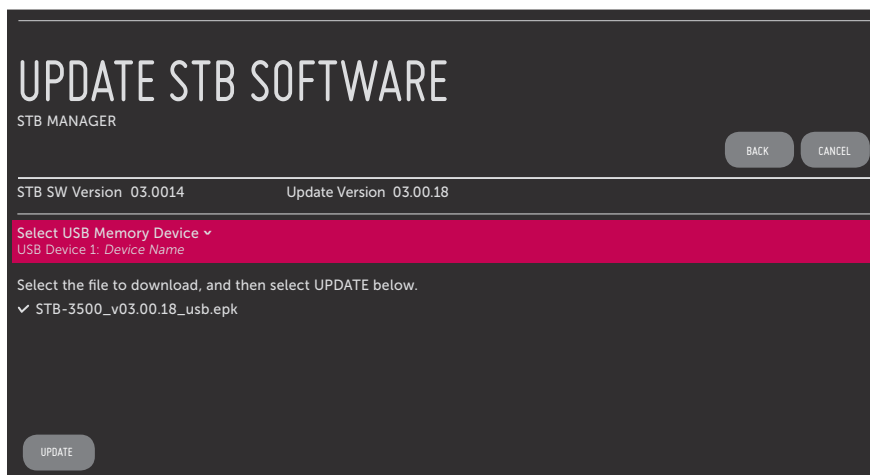 UPDATE STB SOFTWARE
STB MANAGER
BACK CANCEL
STB SW Version 03.0014 Update Version 03.00.18
Select USB Memory Device
USB Device 1: Device Name
Select the file to download, and then select UPDATE below.
STB-3500_v03.00.18_usb.epk
UPDATE